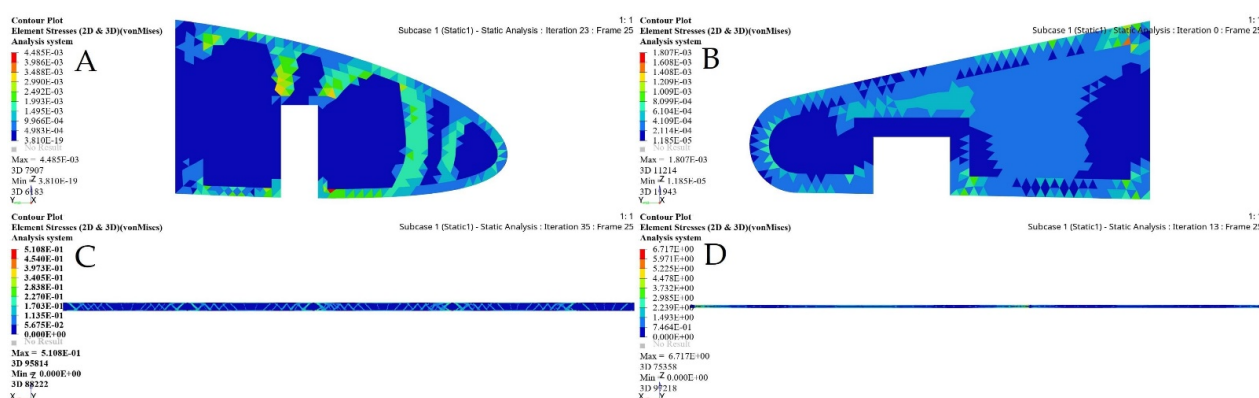 Contour Plot
Element Stresses (2D & 3D)(vonMises)
Analysis system
4.485E-03
3.986E-03
3.488E-03
2.990E-03
2.492E-03
1.993E-03
1.495E-03
9.966E-04
4.983E-04
3.810E-19
No Result
Max = 4.485E-03
3D 7907
Min = 3.810E-19
3D 6183
Z
Y X
A
1: 1
Subcase 1 (Static1) - Static Analysis : Iteration 23 : Frame 25
Contour Plot
Element Stresses (2D & 3D)(vonMises)
Analysis system
1.807E-03
1.608E-03
1.408E-03
1.209E-03
1.009E-03
8.099E-04
6.104E-04
4.109E-04
2.114E-04
1.185E-05
No Result
Max = 1.807E-03
3D 11214
Min = 1.185E-05
3D 11943
Z
Y X
B
1: 1
Subcase 1 (Static1) - Static Analysis : Iteration 0 : Frame 25
Contour Plot
Element Stresses (2D & 3D)(vonMises)
Analysis system
5.108E-01
4.540E-01
3.973E-01
3.405E-01
2.838E-01
2.270E-01
1.703E-01
1.135E-01
5.675E-02
0.000E+00
No Result
Max = 5.108E-01
3D 95814
Min = 0.000E+00
3D 88222
Z
X Y
C
1: 1
Subcase 1 (Static1) - Static Analysis : Iteration 35 : Frame 25
Contour Plot
Element Stresses (2D & 3D)(vonMises)
Analysis system
6.717E+00
5.971E+00
5.225E+00
4.478E+00
3.732E+00
2.985E+00
2.239E+00
1.493E+00
7.464E-01
0.000E+00
No Result
Max = 6.717E+00
3D 75358
Min = 0.000E+00
Z
X Y
D
1: 1
Subcase 1 (Static1) - Static Analysis : Iteration 13 : Frame 25